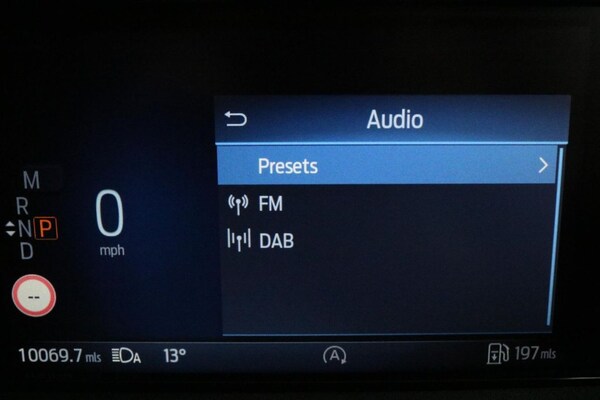 Audio
Presets
FM
DAB
M
R
N P
D
0
mph
--
10069.7 mls
A
13°
A
197 mls